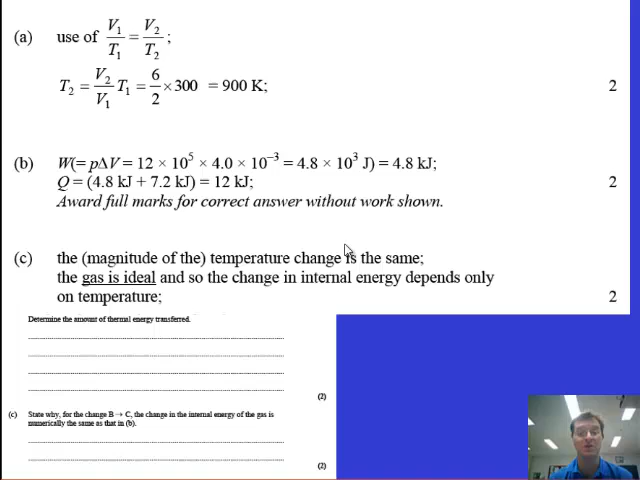 (a) use of V₁/T₁ = V₂/T₂ ;
T₂ = V₂/V₁ T₁ = 6/2 × 300 = 900 K; 2
(b) W(= pΔV = 12 × 10⁵ × 4.0 × 10⁻³ = 4.8 × 10³ J) = 4.8 kJ;
Q = (4.8 kJ + 7.2 kJ) = 12 kJ; 2
Award full marks for correct answer without work shown.
(c) the (magnitude of the) temperature change is the same;
the gas is ideal and so the change in internal energy depends only
on temperature; 2
Determine the amount of thermal energy transferred.
(2)
(c) State why, for the change B → C, the change in the internal energy of the gas is
numerically the same as that in (b).
(2)